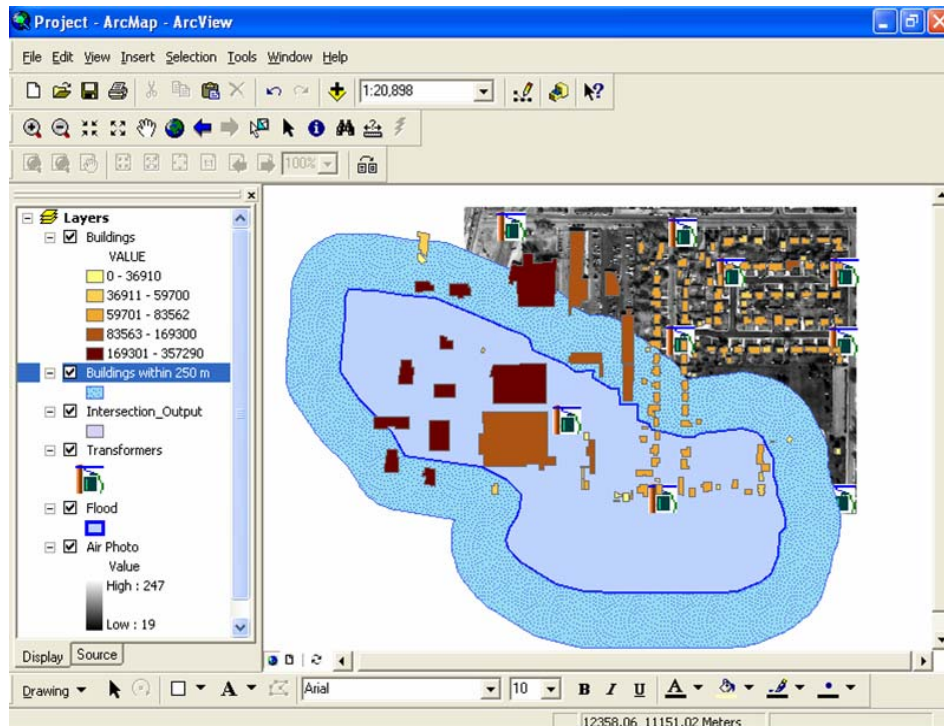 Project - ArcMap - ArcView
File Edit View Insert Selection Tools Window Help
1:20,898
100%
Layers
Buildings
VALUE
0 - 36910
36911 - 59700
59701 - 83562
83563 - 169300
169301 - 357290
Buildings within 250 m
Intersection_Output
Transformers
Flood
Air Photo
Value
High : 247
Low : 19
Display Source
Drawing A Arial 10 B I U A
12358.06 11151.02 Meters